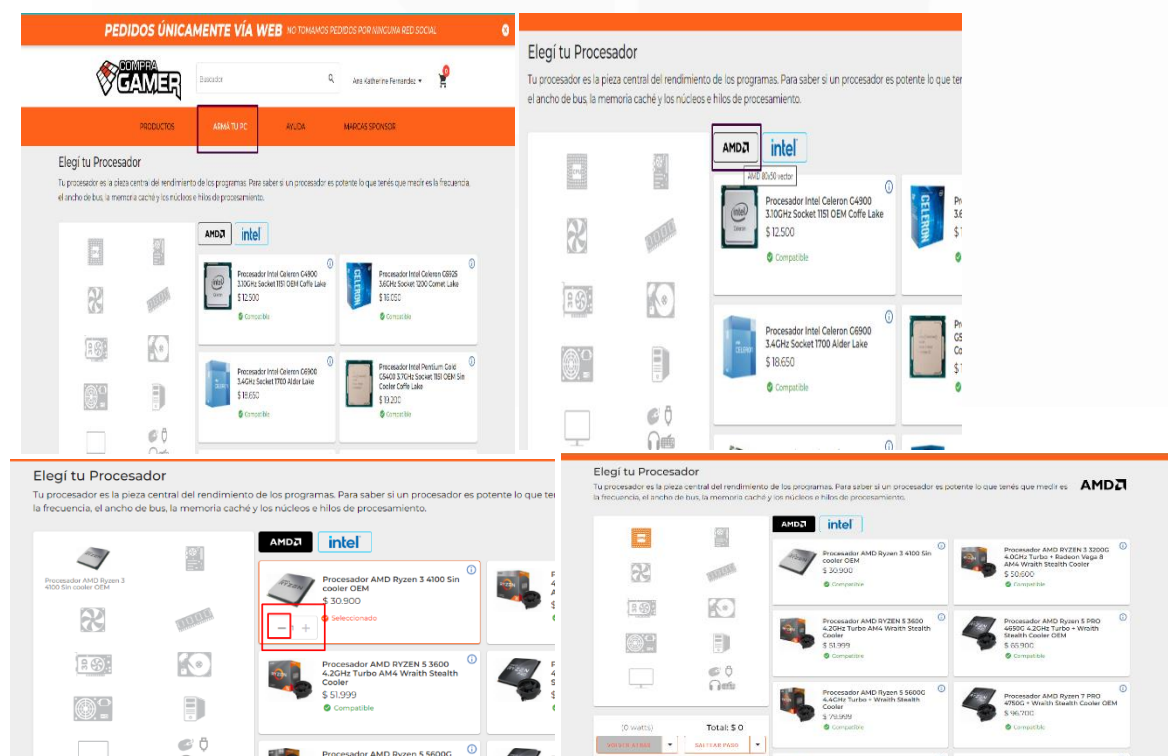 PEDIDOS ÚNICAMENTE VÍA WEB NO TOMAMOS PEDIDOS POR NINGUNA RED SOCIAL
COMPRA
GAMER
Buscador
Ana Katherine Fernandez
0
PRODUCTOS
ARMÁ TU PC
AYUDA
MARCAS SPONSOR
Elegí tu Procesador
Tu procesador es la pieza central del rendimiento de los programas. Para saber si un procesador es potente lo que tenés que medir es la frecuencia,
el ancho de bus, la memoria caché y los núcleos e hilos de procesamiento.
AMD
intel
Procesador Intel Celeron G4900
3.10GHz Socket 1151 OEM Coffe Lake
$ 12.500
Compatible
Procesador Intel Celeron G5925
3.6GHz Socket 1200 Comet Lake
$ 16.050
Compatible
Procesador Intel Celeron G6900
3.4GHz Socket 1700 Alder Lake
$ 18.650
Compatible
Procesador Intel Pentium Gold
G5400 3.7GHz Socket 1151 OEM Sin
Cooler Coffe Lake
$ 19.200
Compatible
Elegí tu Procesador
Tu procesador es la pieza central del rendimiento de los programas. Para saber si un procesador es potente lo que ter
el ancho de bus, la memoria caché y los núcleos e hilos de procesamiento.
AMD
intel
AMD 80x50 vector
Procesador Intel Celeron G4900
3.10GHz Socket 1151 OEM Coffe Lake
$ 12.500
Compatible
CELERON
Pr
3.6
$ 1
Procesador Intel Celeron G6900
3.4GHz Socket 1700 Alder Lake
$ 18.650
Compatible
Pr
G5
Co
$ 1
Elegí tu Procesador
Tu procesador es la pieza central del rendimiento de los programas. Para saber si un procesador es potente lo que ter
la frecuencia, el ancho de bus, la memoria caché y los núcleos e hilos de procesamiento.
Procesador AMD Ryzen 3
4100 Sin cooler OEM
AMD
intel
Procesador AMD Ryzen 3 4100 Sin
cooler OEM
$ 30.900
Seleccionado
Procesador AMD RYZEN 5 3600
4.2GHz Turbo AM4 Wraith Stealth
Cooler
$ 51.999
Compatible
Procesador AMD Ryzen 5 5600G
Elegí tu Procesador
Tu procesador es la pieza central del rendimiento de los programas. Para saber si un procesador es potente lo que tenés que medir es
la frecuencia, el ancho de bus, la memoria caché y los núcleos e hilos de procesamiento.
AMD
AMD
intel
Procesador AMD Ryzen 3 4100 Sin
cooler OEM
$ 30.900
Compatible
Procesador AMD RYZEN 3 3200G
4.0GHz Turbo + Radeon Vega 8
AM4 Wraith Stealth Cooler
$ 50.600
Compatible
Procesador AMD RYZEN 5 3600
4.2GHz Turbo AM4 Wraith Stealth
Cooler
$ 51.999
Compatible
Procesador AMD Ryzen 5 PRO
4650G 4.2GHz Turbo + Wraith
Stealth Cooler OEM
$ 65.900
Compatible
Procesador AMD Ryzen 5 5600G
4.4GHz Turbo + Wraith Stealth
Cooler
$ 79.999
Compatible
Procesador AMD Ryzen 7 PRO
4750G + Wraith Stealth Cooler OEM
$ 96.700
Compatible
(0 watts)
Total: $ 0
VOLVER ATRÁS
SALTEAR PASO